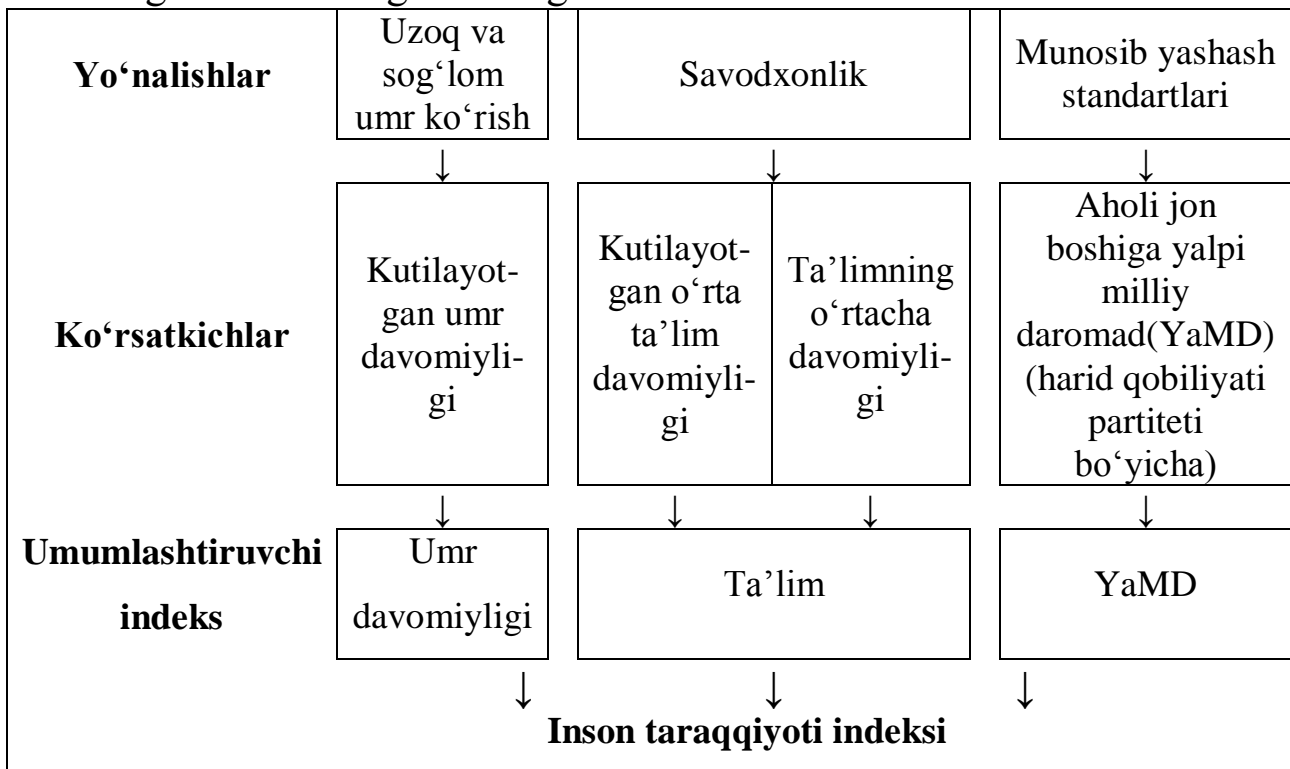 Yo‘nalishlar
Uzoq va
sog‘lom
umr ko‘rish
Savodxonlik
Munosib yashash
standartlari
↓ ↓ ↓
Ko‘rsatkichlar
Kutilayot-
gan umr
davomiyli-
gi
Kutilayot-
gan o‘rta
ta’lim
davomiyli-
gi
Ta’limning
o‘rtacha
davomiyli-
gi
Aholi jon
boshiga yalpi
milliy
daromad(YaMD)
(harid qobiliyati
partiteti
bo‘yicha)
↓ ↓ ↓ ↓
Umumlashtiruvchi
indeks
Umr
davomiyligi
Ta’lim
YaMD
↓ ↓ ↓
Inson taraqqiyoti indeksi